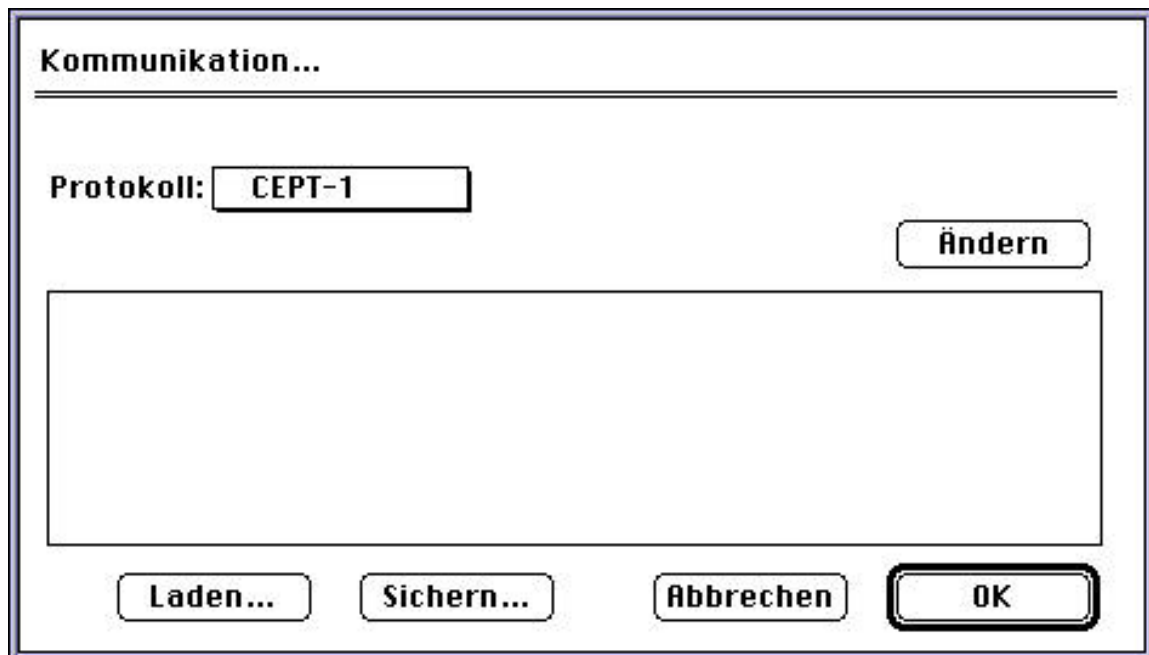 Kommunikation...
Protokoll: CEPT-1
Ändern
Laden... Sichern... Abbrechen OK